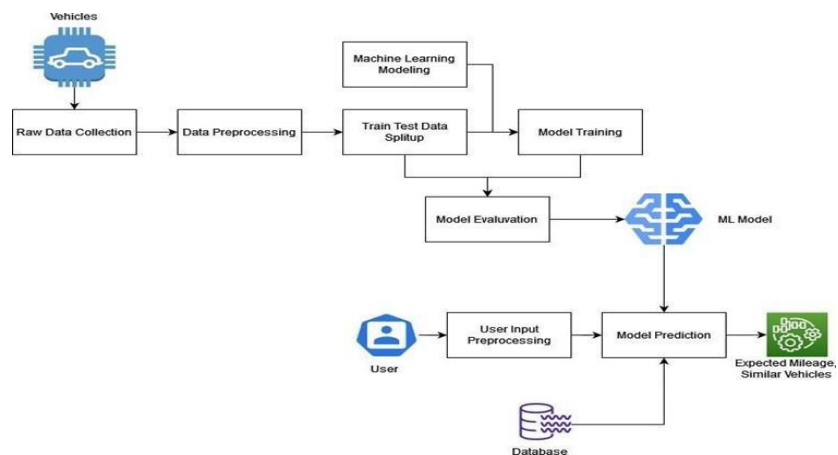 Vehicles
Machine Learning
Modeling
Raw Data Collection
Data Preprocessing
Train Test Data
Splitup
Model Training
Model Evaluvation
ML Model
User
User Input
Preprocessing
Model Prediction
Expected Mileage,
Similar Vehicles
Database